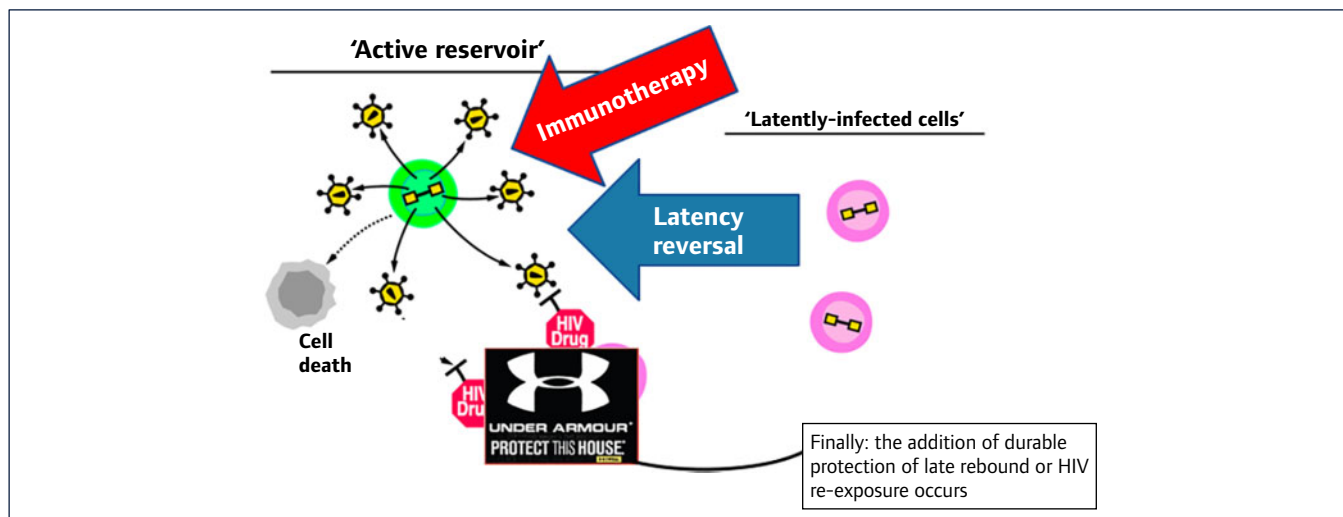 'Active reservoir'
Immunotherapy
'Latently-infected cells'
Latency
reversal
Cell
death
HIV
Drug
HIV
Drug
UNDER ARMOUR
PROTECT THIS HOUSE.
Finally: the addition of durable
protection of late rebound or HIV
re-exposure occurs